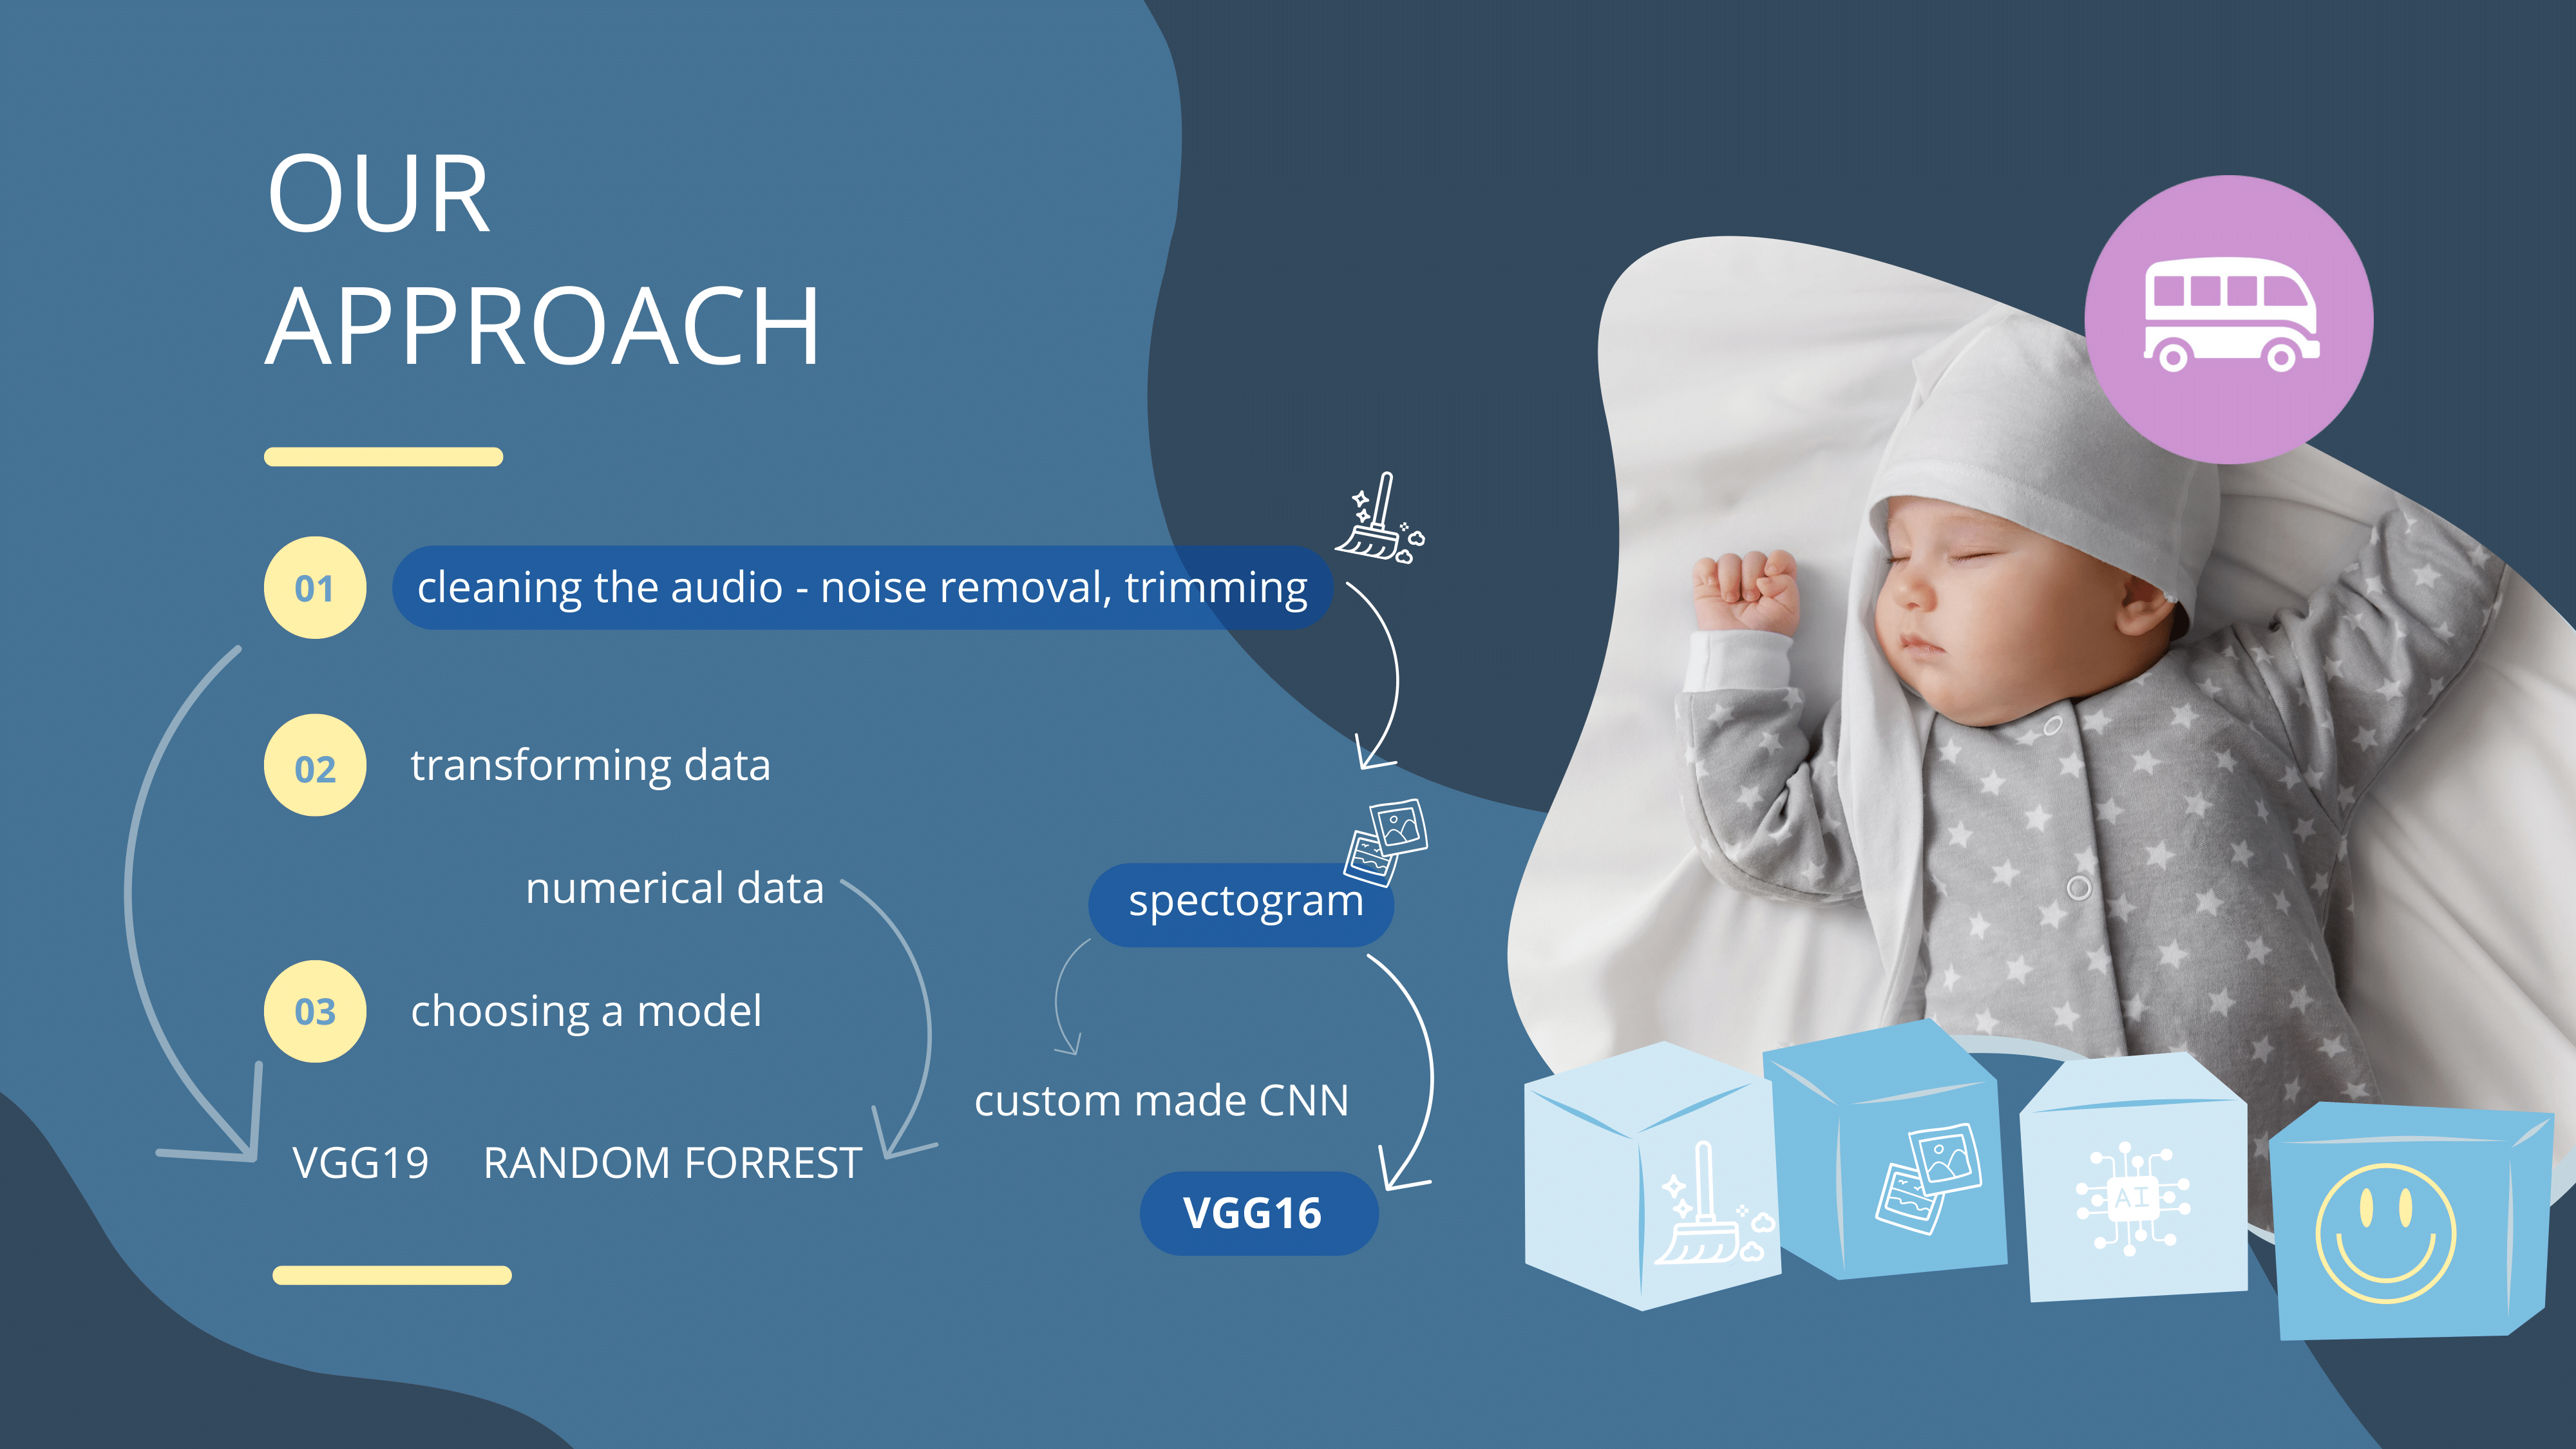 OUR
APPROACH
01
cleaning the audio - noise removal, trimming
02
transforming data
numerical data
spectogram
03
choosing a model
custom made CNN
VGG19
RANDOM FORREST
VGG16
AI